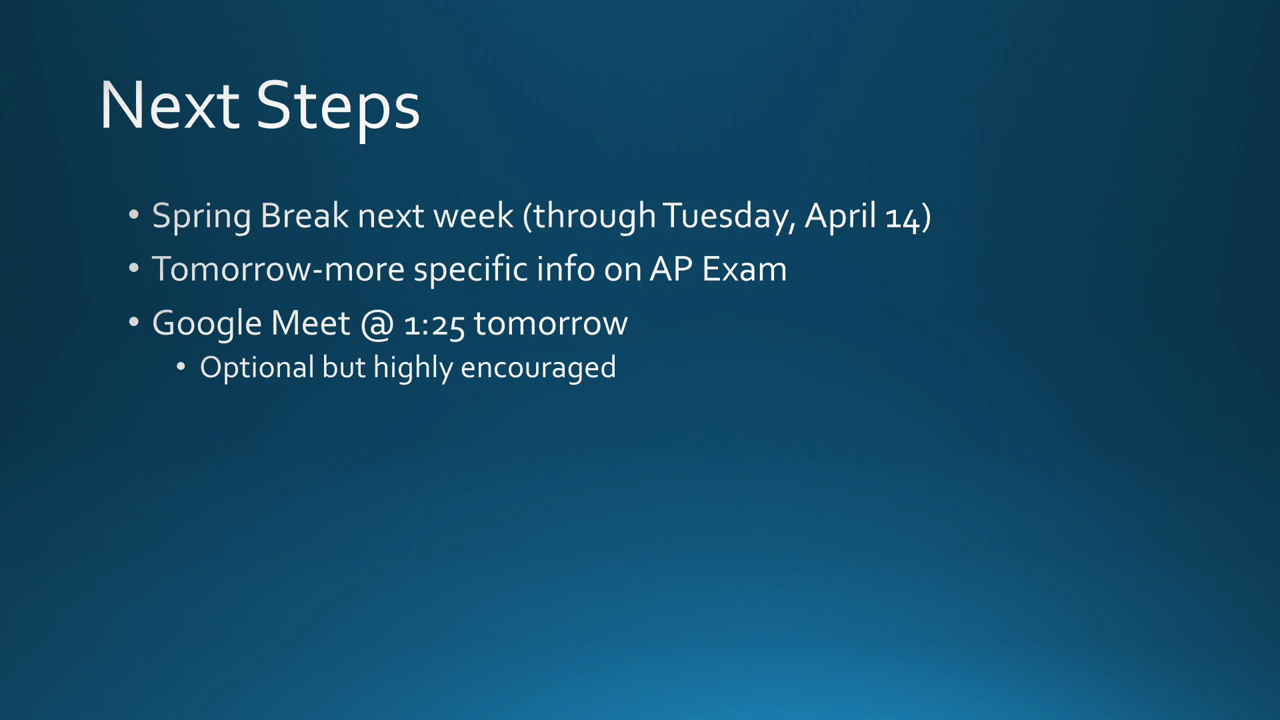 Next Steps
• Spring Break next week (through Tuesday, April 14)
• Tomorrow-more specific info on AP Exam
• Google Meet @ 1:25 tomorrow
• Optional but highly encouraged